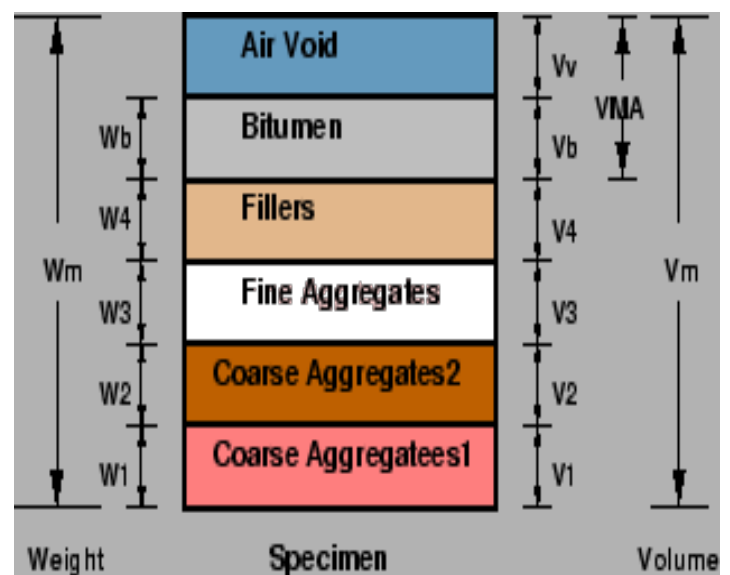 Air Void
Vv
VMA
Wb
Bitumen
Vb
W4
Fillers
V4
Wm
Vm
W3
Fine Aggregates
V3
W2
Coarse Aggregates2
V2
W1
Coarse Aggregatees1
V1
Weight
Specimen
Volume